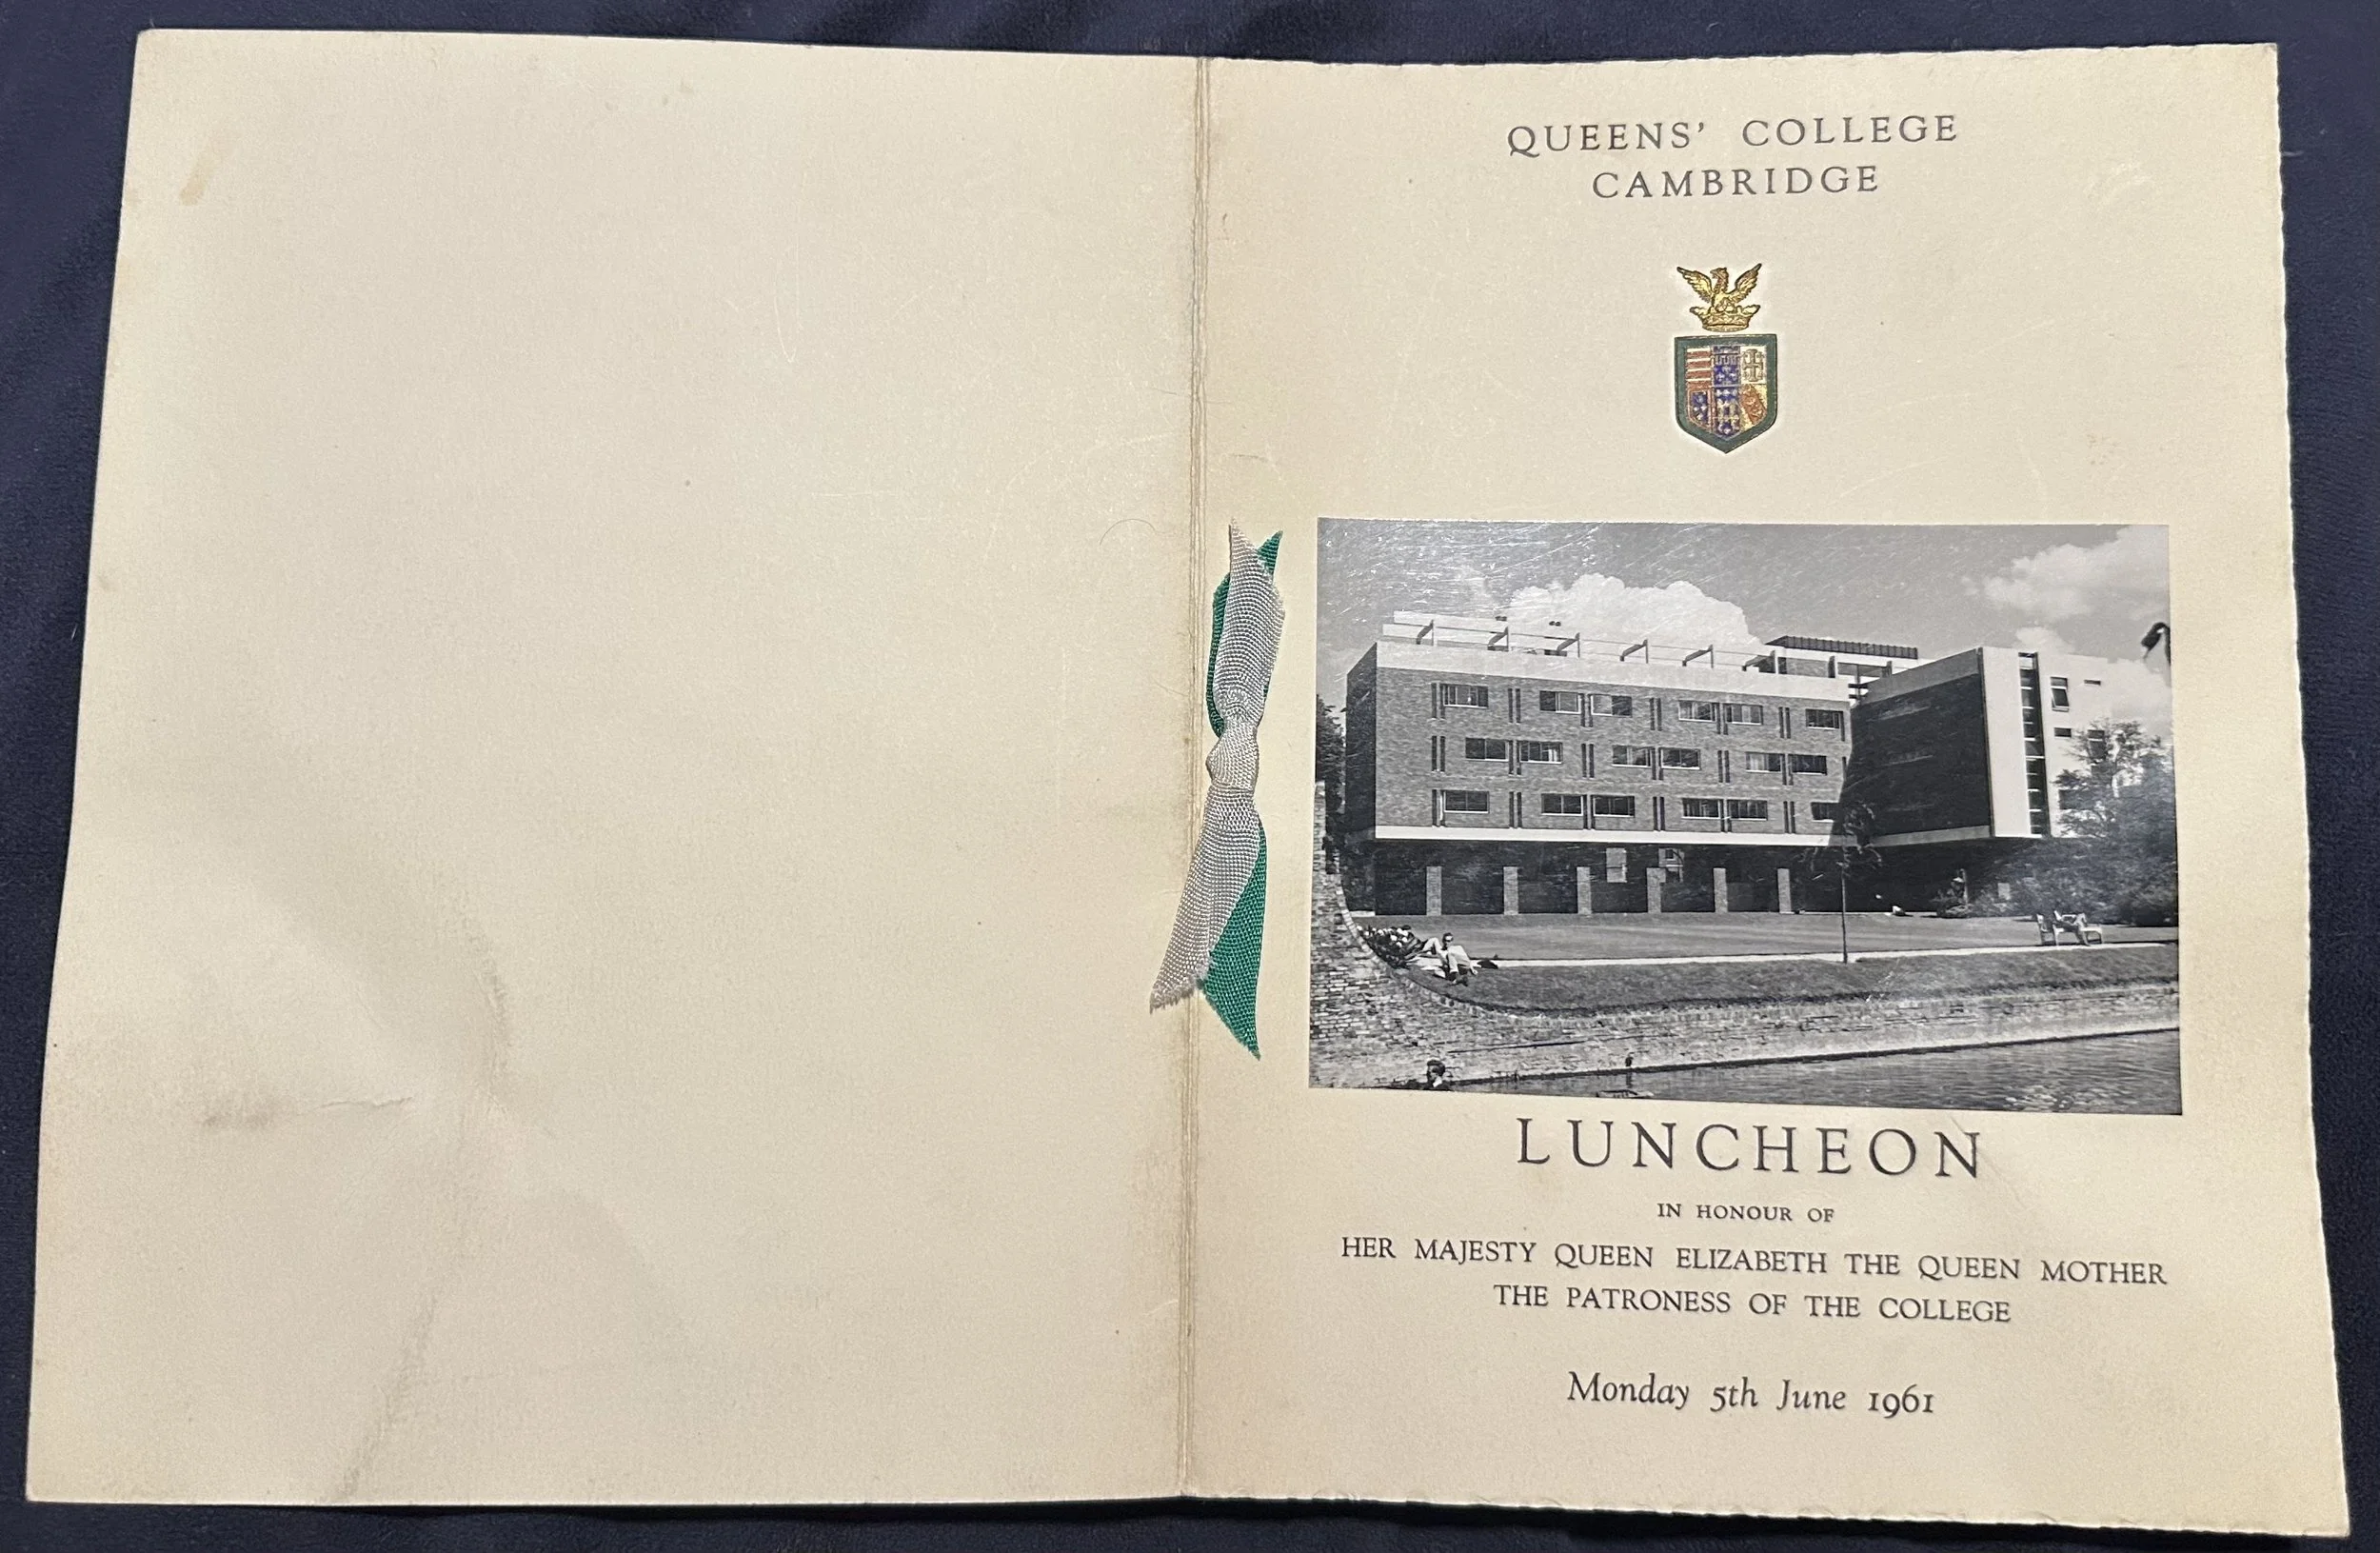 QUEENS’ COLLEGE
CAMBRIDGE
LUNCHEON
IN HONOUR OF
HER MAJESTY QUEEN ELIZABETH THE QUEEN MOTHER
THE PATRONESS OF THE COLLEGE
Monday 5th June 1961